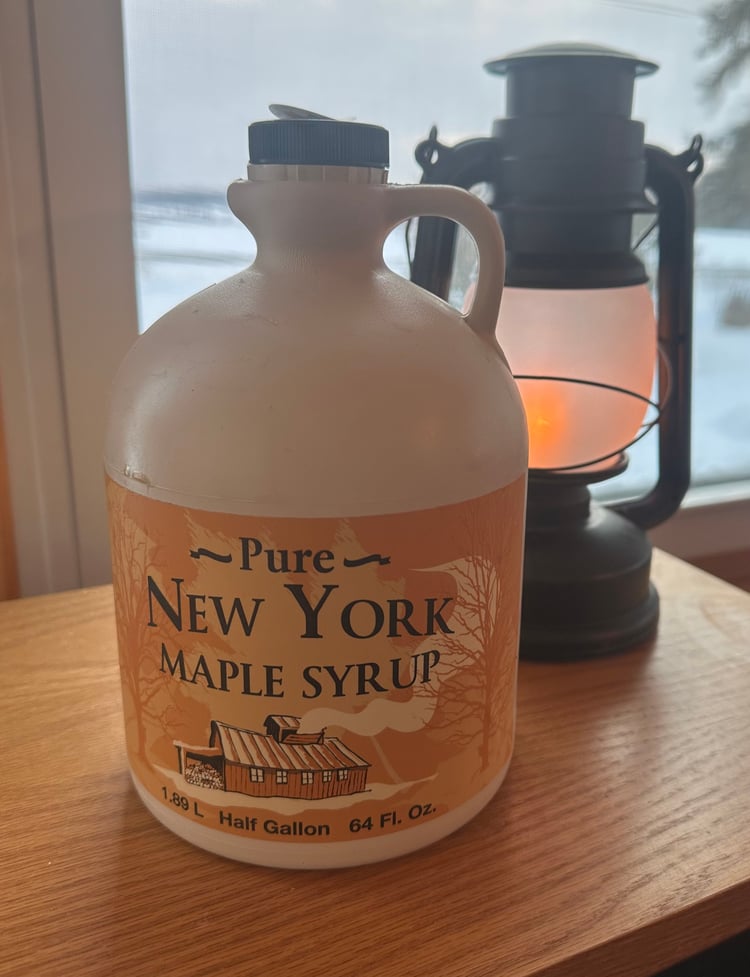 Pure
NEW YORK
MAPLE SYRUP
1.89 L Half Gallon 64 Fl. Oz.